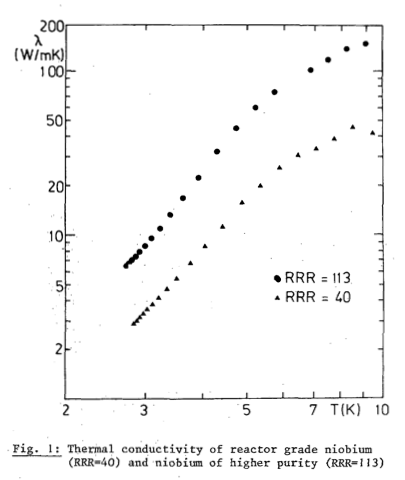 200
λ
(W/mK)
100
50
20
10
5
2
● RRR = 113
▲ RRR = 40
2 3 5 7 T(K) 10
Fig. 1: Thermal conductivity of reactor grade niobium
(RRR=40) and niobium of higher purity (RRR=113)